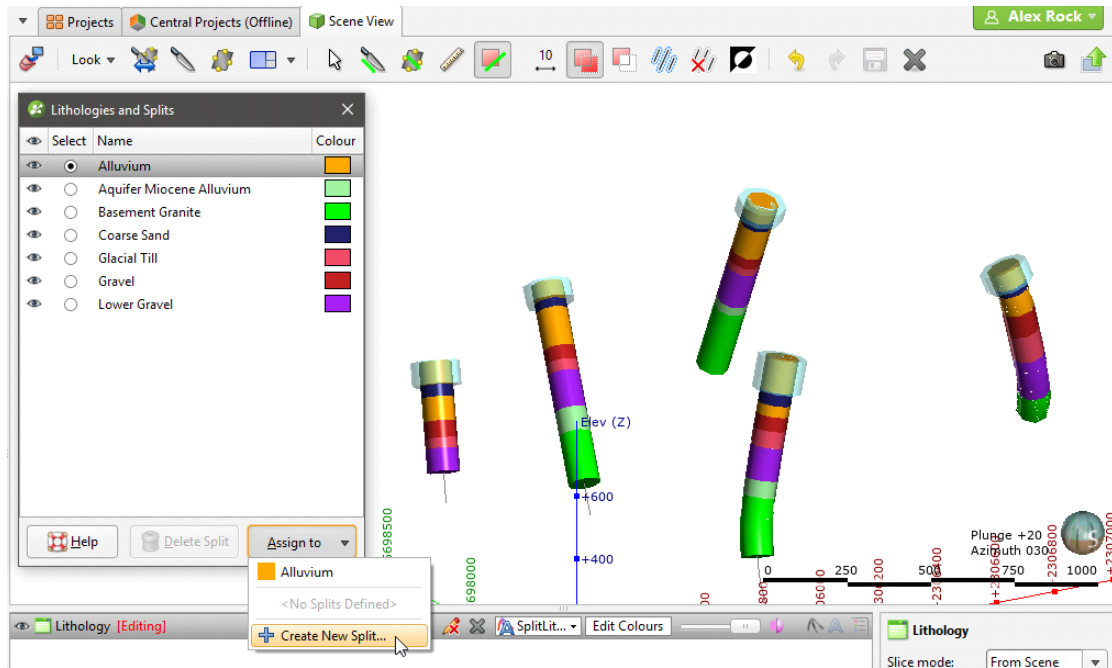 Projects
Central Projects (Offline)
Scene View
Alex Rock
Look
10
Lithologies and Splits
Select Name Colour
Alluvium
Aquifer Miocene Alluvium
Basement Granite
Coarse Sand
Glacial Till
Gravel
Lower Gravel
Help
Delete Split
Assign to
Alluvium
<No Splits Defined>
Create New Split...
Elev (Z)
+600
+400
698000
Plunge +20
Azimuth 030
0 250 500 750 1000
Lithology [Editing]
SplitLit...
Edit Colours
Lithology
Slice mode: From Scene